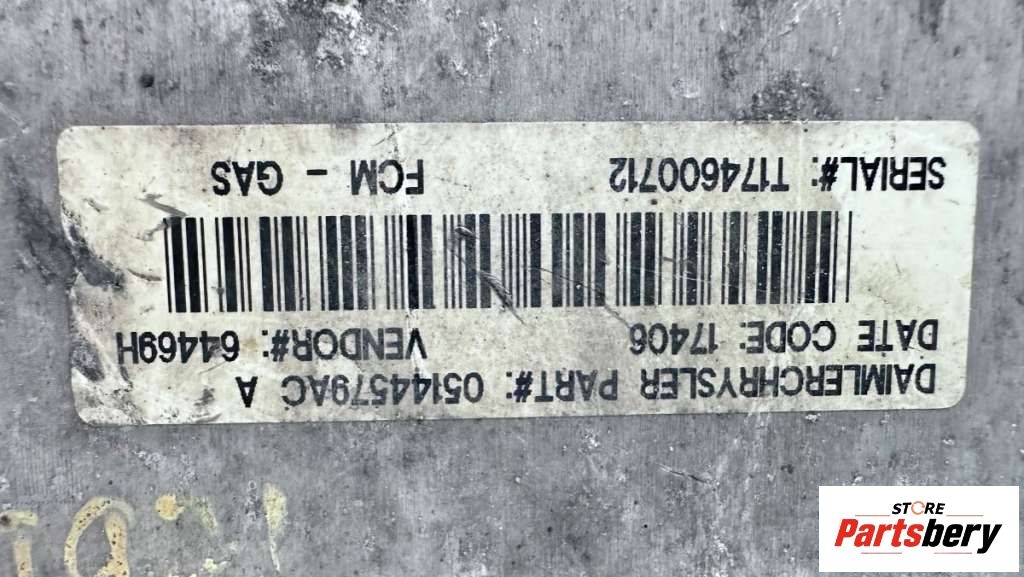 DAIMLERCHRYSLER PART#: 05144579AC A
DATE CODE: 17406 VENDOR#: 64469H
SERIAL#: T174600712 FCM - GAS
STORE
Partsbery